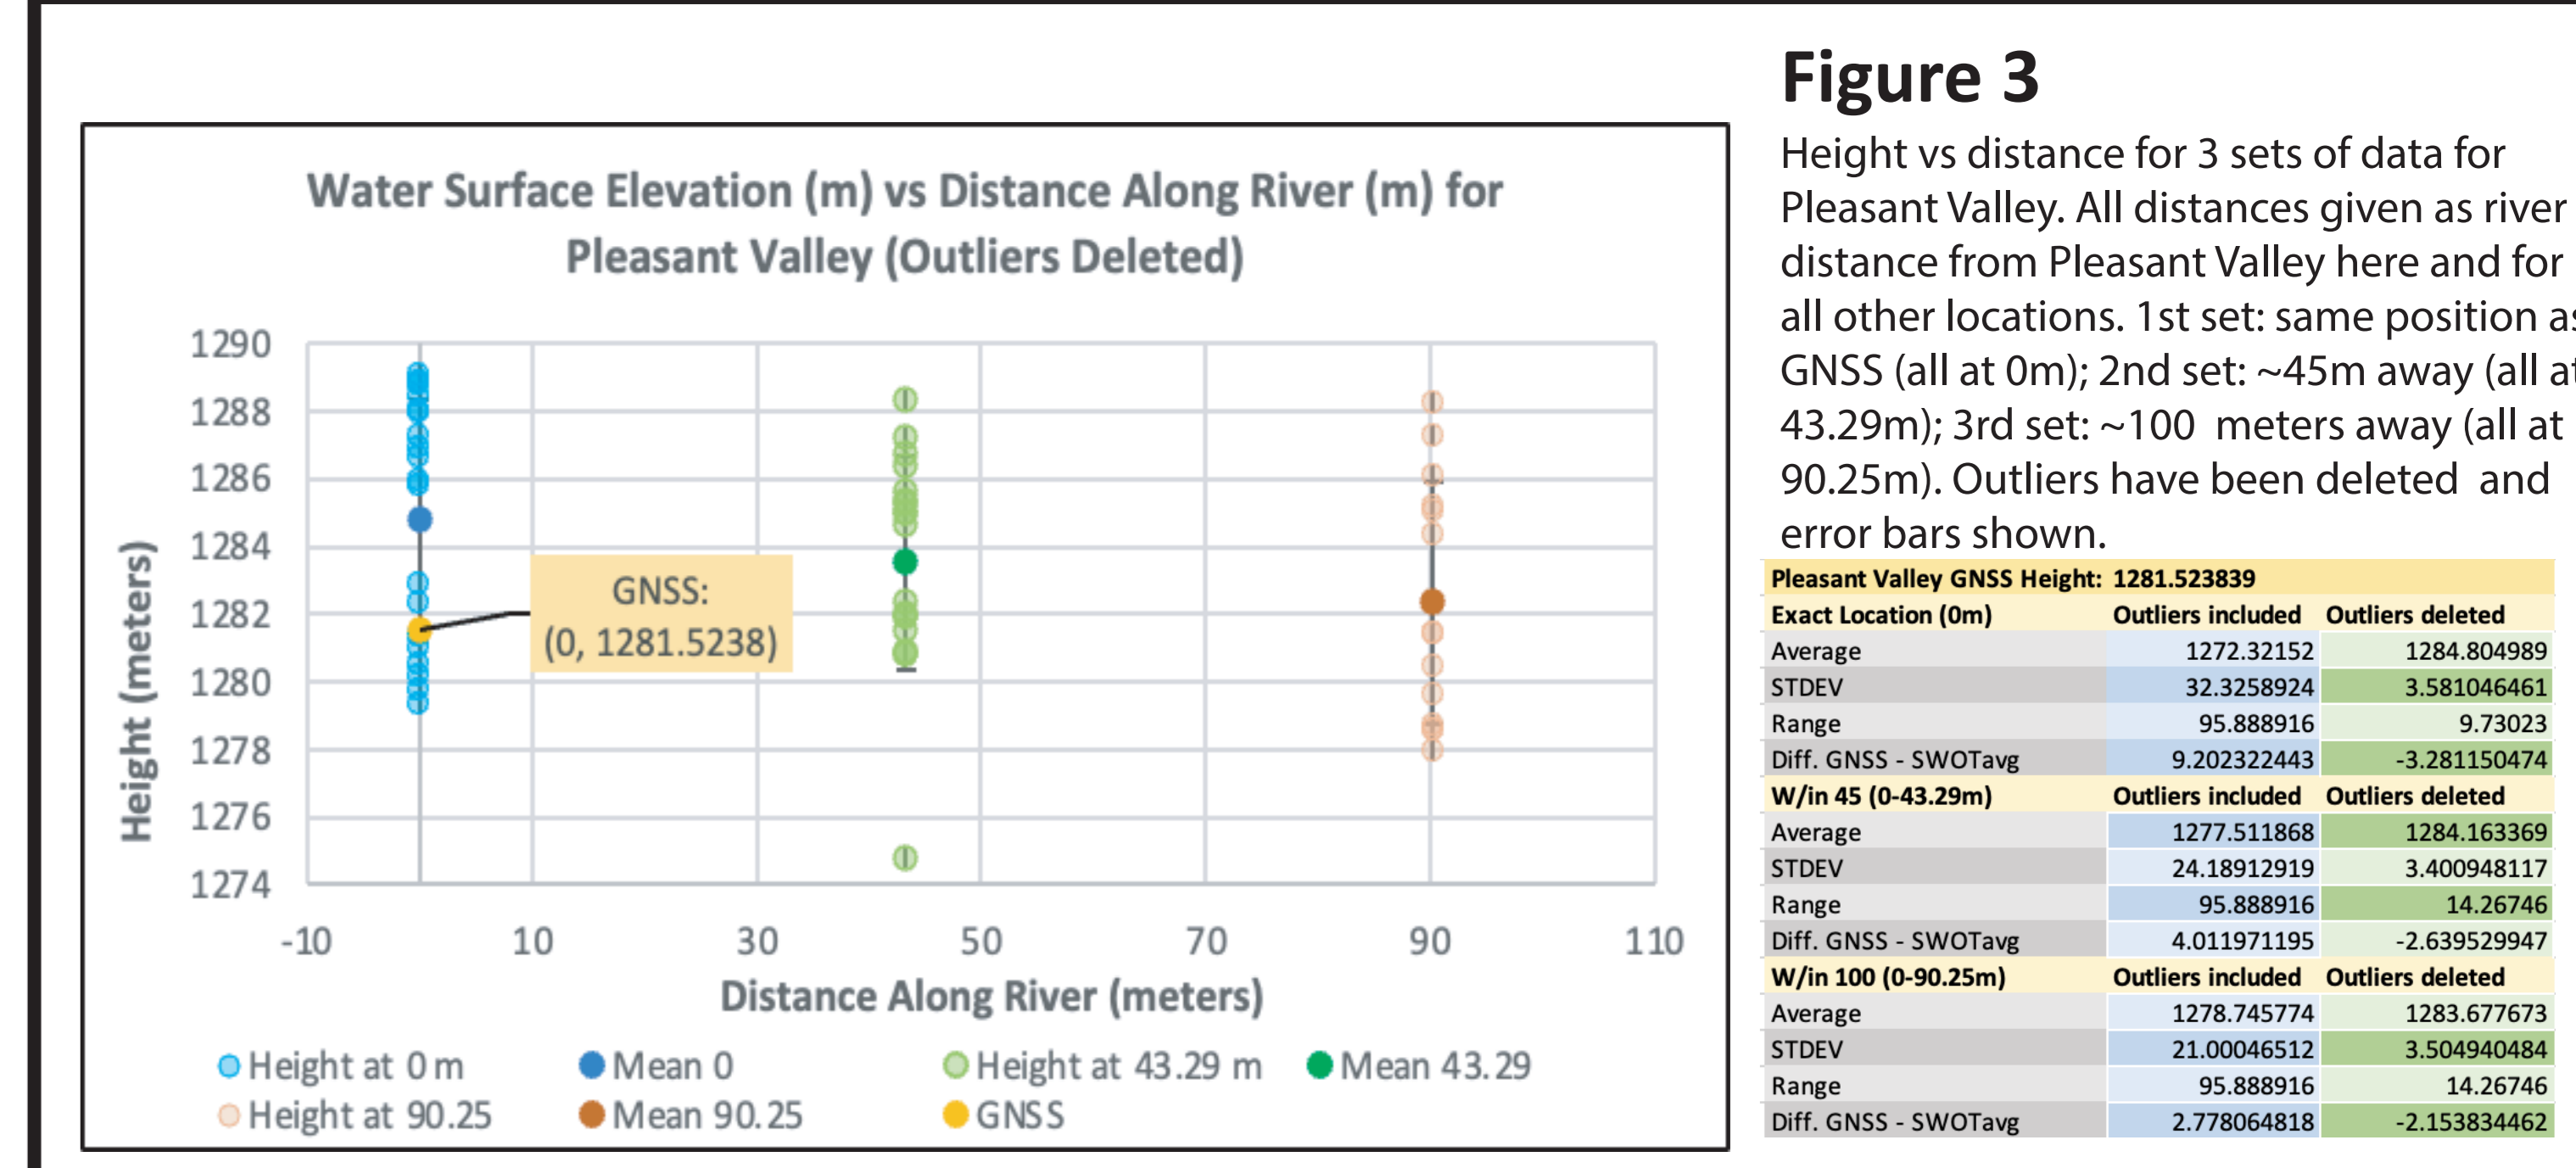 Figure 3
Height vs distance for 3 sets of data for
Pleasant Valley. All distances given as river
distance from Pleasant Valley here and for
all other locations. 1st set: same position as
GNSS (all at 0m); 2nd set: ~45m away (all at
43.29m); 3rd set: ~100 meters away (all at
90.25m). Outliers have been deleted and
error bars shown.
Water Surface Elevation (m) vs Distance Along River (m) for
Pleasant Valley (Outliers Deleted)
Height (meters)
1290
1288
1286
1284
1282
1280
1278
1276
1274
GNSS:
(0, 1281.5238)
-10 10 30 50 70 90 110
Distance Along River (meters)
Height at 0 m Mean 0 Height at 43.29 m Mean 43.29
Height at 90.25 Mean 90.25 GNSS
Pleasant Valley GNSS Height: 1281.523839
Exact Location (0m) Outliers included Outliers deleted
Average 1272.32152 1284.804989
STDEV 32.3258924 3.581046461
Range 95.888916 9.73023
Diff. GNSS - SWOTavg 9.202322443 -3.281150474
W/in 45 (0-43.29m) Outliers included Outliers deleted
Average 1277.511868 1284.163369
STDEV 24.18912919 3.400948117
Range 95.888916 14.26746
Diff. GNSS - SWOTavg 4.011971195 -2.639529947
W/in 100 (0-90.25m) Outliers included Outliers deleted
Average 1278.745774 1283.677673
STDEV 21.00046512 3.504940484
Range 95.888916 14.26746
Diff. GNSS - SWOTavg 2.778064818 -2.153834462